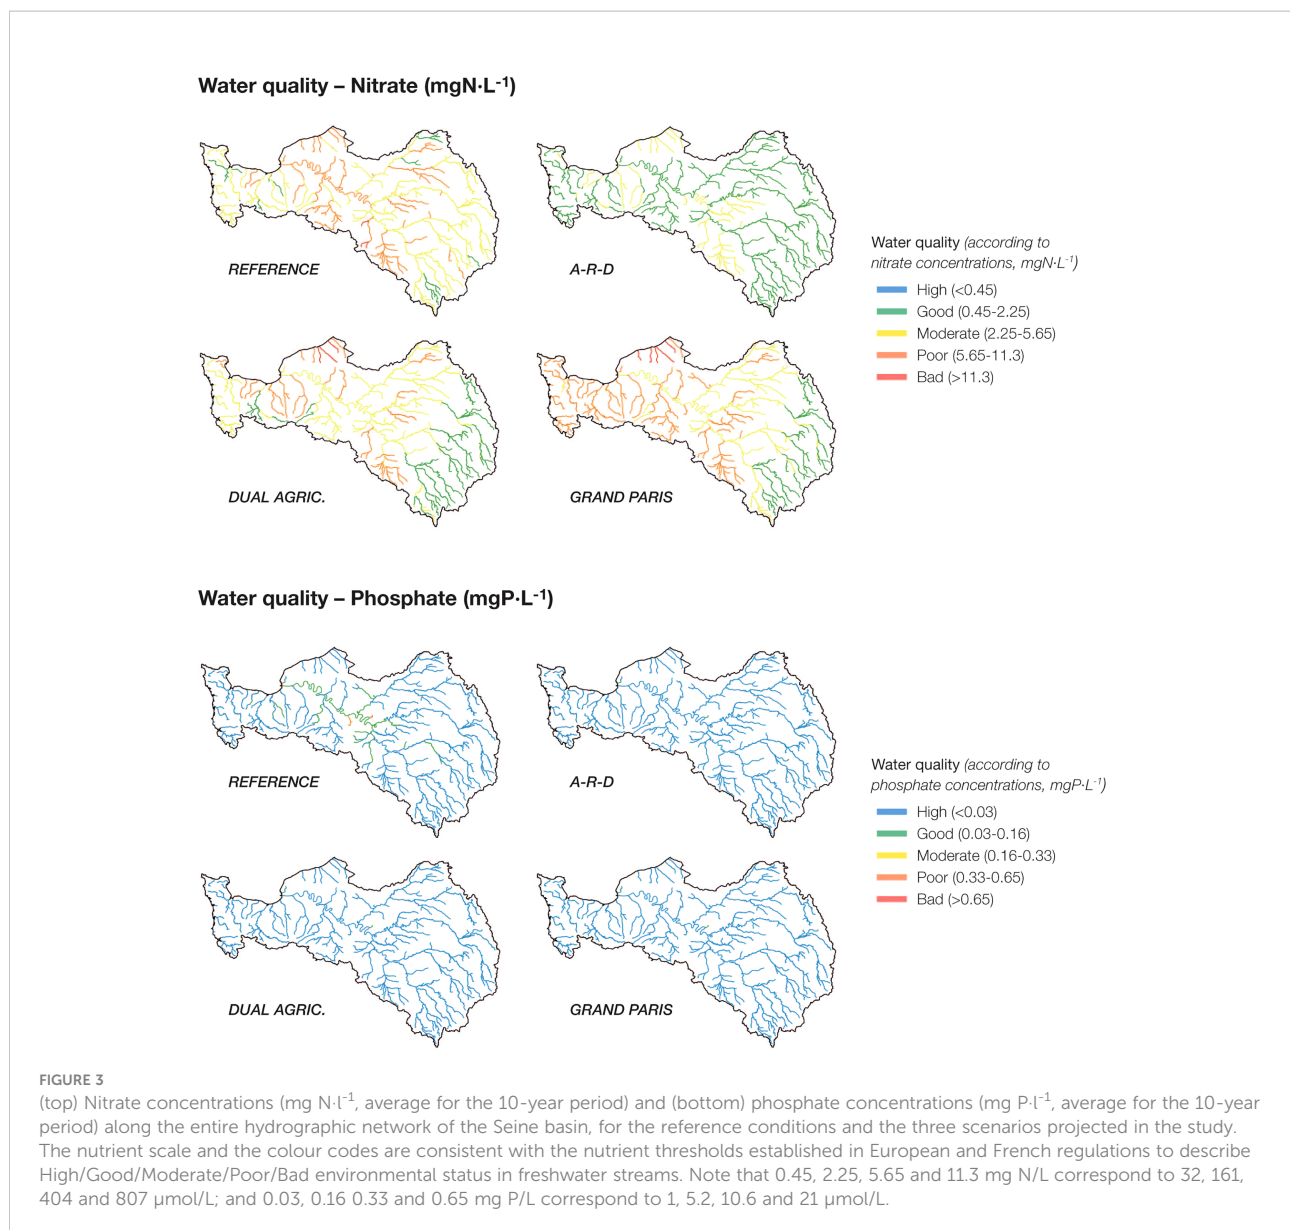 Water quality – Nitrate (mgN·L-1)
REFERENCE
A-R-D
DUAL AGRIC.
GRAND PARIS
Water quality (according to
nitrate concentrations, mgN·L-1)
High (<0.45)
Good (0.45-2.25)
Moderate (2.25-5.65)
Poor (5.65-11.3)
Bad (>11.3)
Water quality – Phosphate (mgP·L-1)
REFERENCE
A-R-D
DUAL AGRIC.
GRAND PARIS
Water quality (according to
phosphate concentrations, mgP·L-1)
High (<0.03)
Good (0.03-0.16)
Moderate (0.16-0.33)
Poor (0.33-0.65)
Bad (>0.65)
FIGURE 3
(top) Nitrate concentrations (mg N·l-1, average for the 10-year period) and (bottom) phosphate concentrations (mg P·l-1, average for the 10-year
period) along the entire hydrographic network of the Seine basin, for the reference conditions and the three scenarios projected in the study.
The nutrient scale and the colour codes are consistent with the nutrient thresholds established in European and French regulations to describe
High/Good/Moderate/Poor/Bad environmental status in freshwater streams. Note that 0.45, 2.25, 5.65 and 11.3 mg N/L correspond to 32, 161,
404 and 807 µmol/L; and 0.03, 0.16 0.33 and 0.65 mg P/L correspond to 1, 5.2, 10.6 and 21 µmol/L.